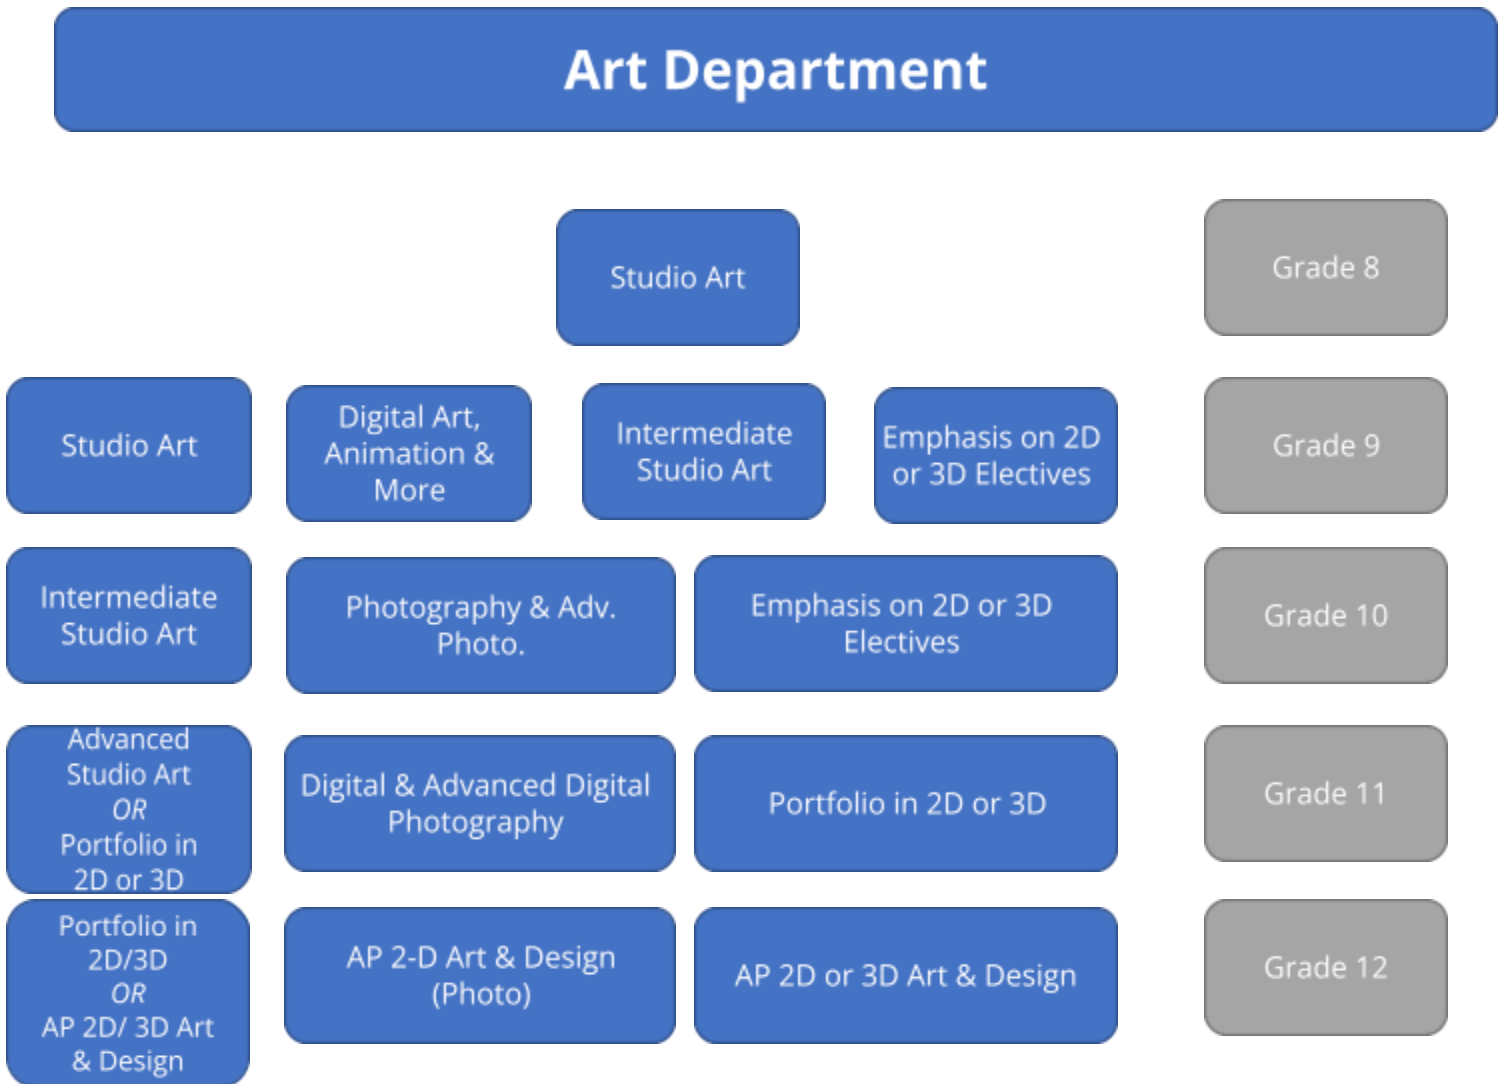 Art Department
Studio Art
Grade 8
Studio Art
Digital Art,
Animation &
More
Intermediate
Studio Art
Emphasis on 2D
or 3D Electives
Grade 9
Intermediate
Studio Art
Photography & Adv.
Photo.
Emphasis on 2D or 3D
Electives
Grade 10
Advanced
Studio Art
OR
Portfolio in
2D or 3D
Digital & Advanced Digital
Photography
Portfolio in 2D or 3D
Grade 11
Portfolio in
2D/3D
OR
AP 2D/ 3D Art
& Design
AP 2-D Art & Design
(Photo)
AP 2D or 3D Art & Design
Grade 12